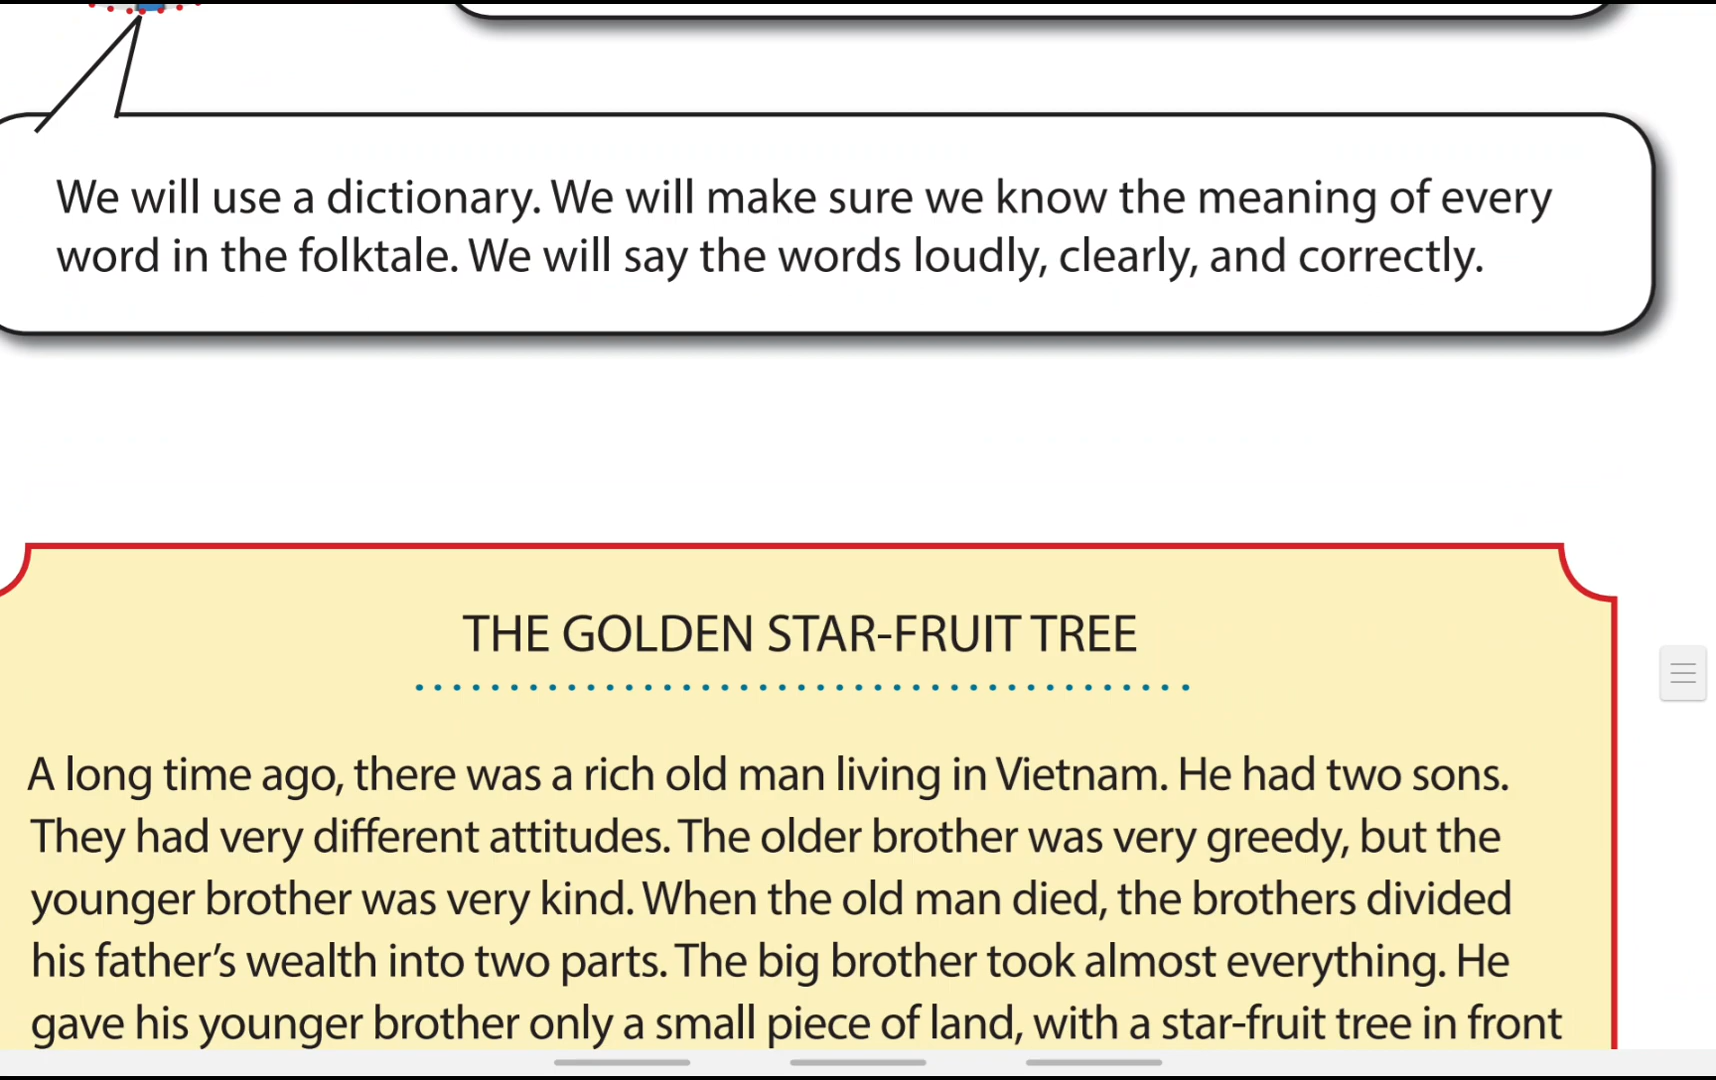 We will use a dictionary. We will make sure we know the meaning of every
word in the folktale. We will say the words loudly, clearly, and correctly.
THE GOLDEN STAR-FRUIT TREE
A long time ago, there was a rich old man living in Vietnam. He had two sons.
They had very different attitudes. The older brother was very greedy, but the
younger brother was very kind. When the old man died, the brothers divided
his father's wealth into two parts. The big brother took almost everything. He
gave his younger brother only a small piece of land, with a star-fruit tree in front